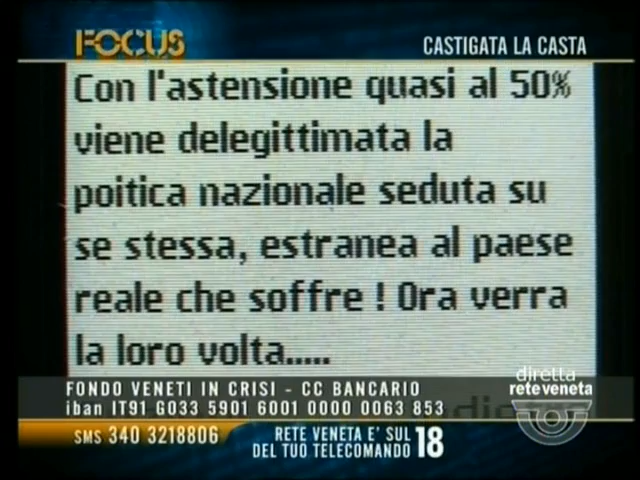 FOCUS
CASTIGATA LA CASTA
Con l'astensione quasi al 50%
viene delegittimata la
poitica nazionale seduta su
se stessa, estranea al paese
reale che soffre ! Ora verra
la loro volta.....
diretta
reteveneta
FONDO VENETI IN CRISI - CC BANCARIO
iban IT91 G033 5901 6001 0000 0063 853
SMS 340 3218806
RETE VENETA E' SUL
DEL TUO TELECOMANDO 18